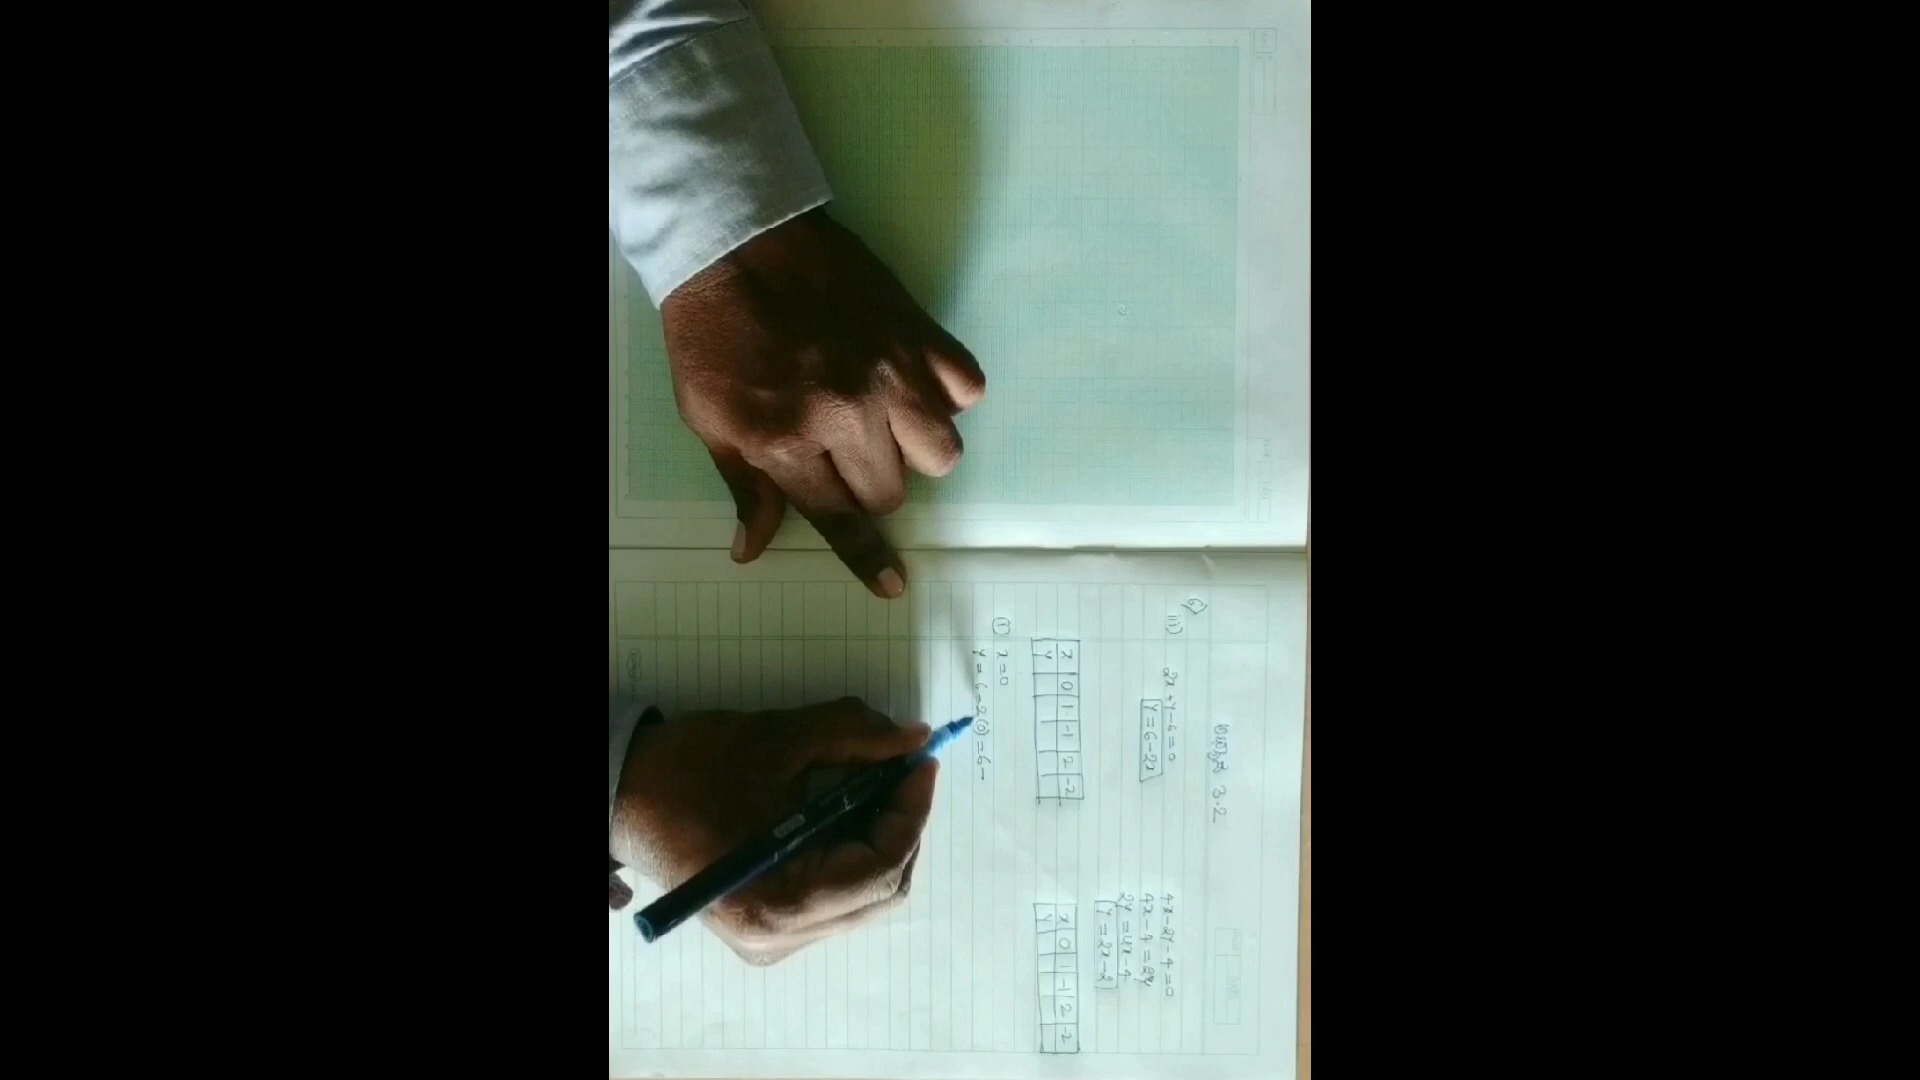 3.2
6)
iii) 2x+y-6=0
y=6-2x
4x-2y-4=0
4x-4=2y
2y=4x-4
y=2x-2
x 0 1 -1 2 -2
y
x 0 1 -1 2 -2
y
(1) x=0
y=6-2(0)=6-